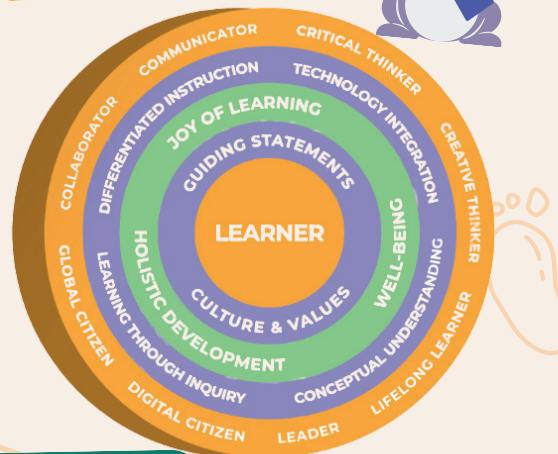 LEARNER
GUIDING STATEMENTS
CULTURE & VALUES
JOY OF LEARNING
WELL-BEING
HOLISTIC DEVELOPMENT
DIFFERENTIATED INSTRUCTION
TECHNOLOGY INTEGRATION
CONCEPTUAL UNDERSTANDING
LEARNING THROUGH INQUIRY
COMMUNICATOR
CRITICAL THINKER
CREATIVE THINKER
LIFELONG LEARNER
LEADER
DIGITAL CITIZEN
GLOBAL CITIZEN
COLLABORATOR